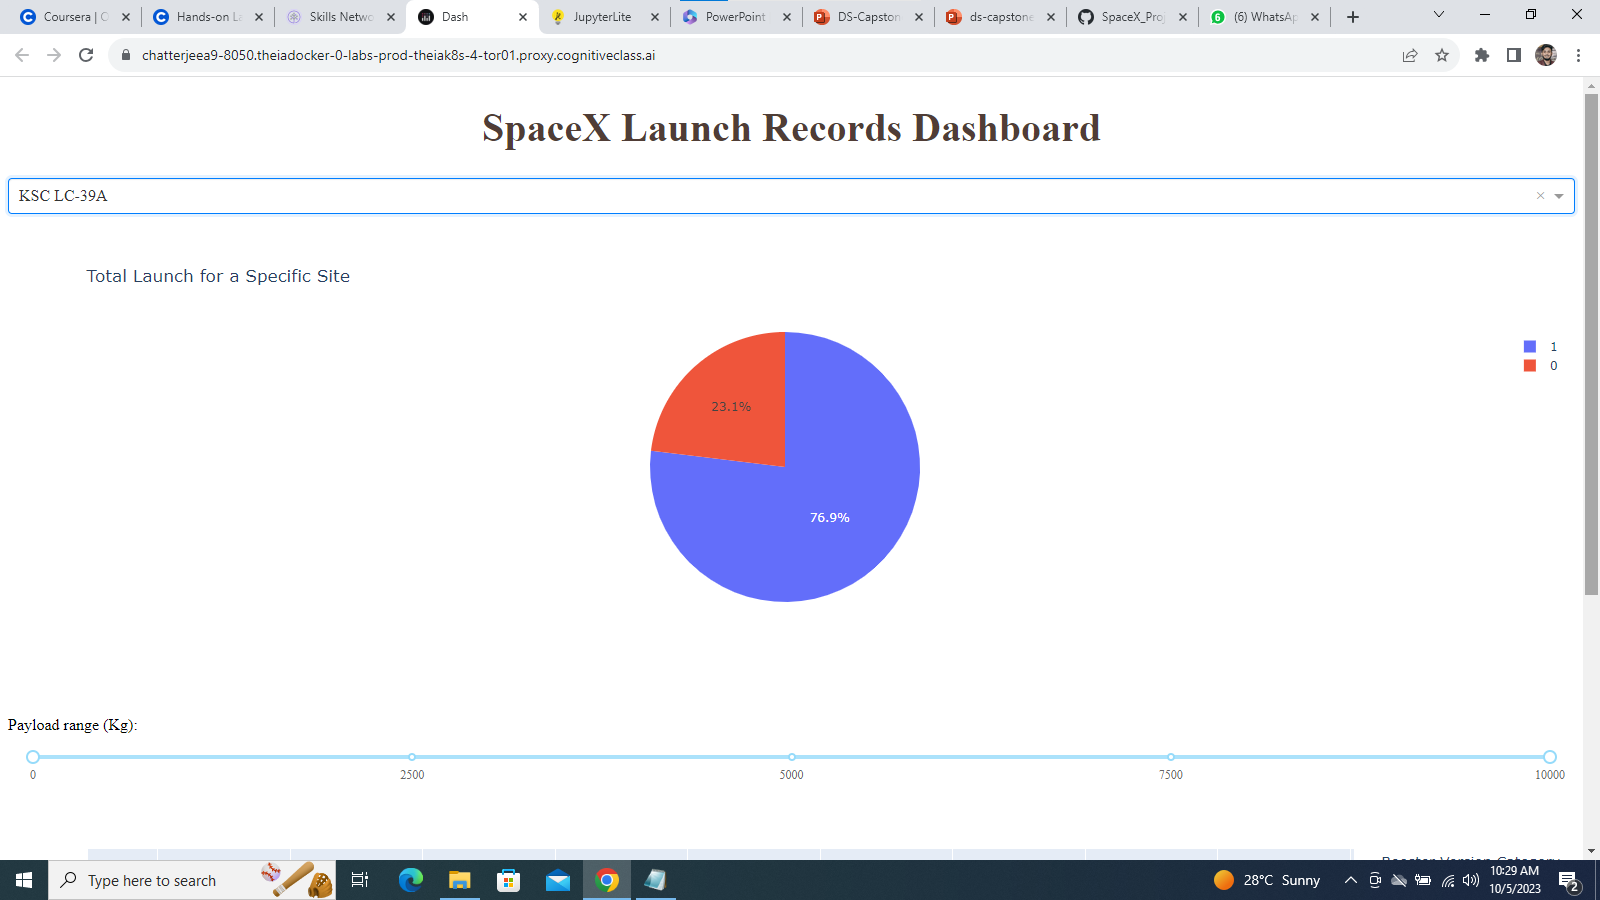 Coursera | C
Hands-on La
Skills Netwo
Dash
JupyterLite
PowerPoint
DS-Capston
ds-capstone
SpaceX_Proj
(6) WhatsAp
chatterjeea9-8050.theiadocker-0-labs-prod-theiak8s-4-tor01.proxy.cognitiveclass.ai
SpaceX Launch Records Dashboard
KSC LC-39A
Total Launch for a Specific Site
1
0
23.1%
76.9%
Payload range (Kg):
0
2500
5000
7500
10000
Type here to search
28°C Sunny
10:29 AM
10/5/2023
2